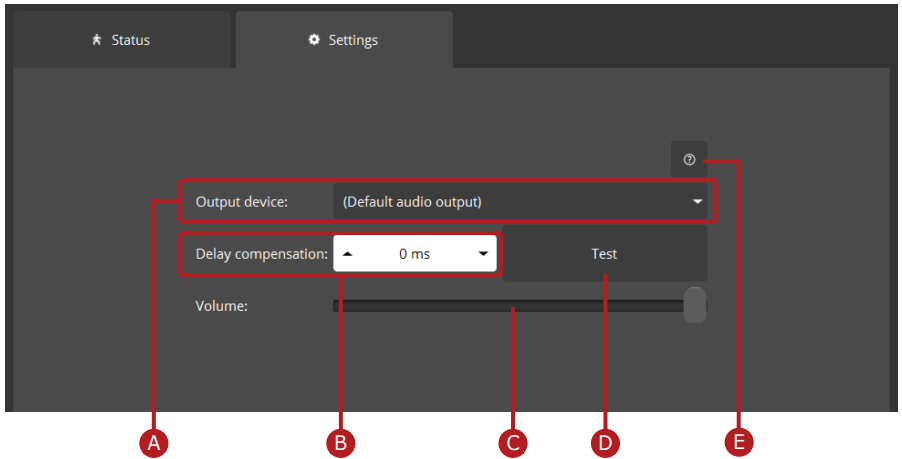 Status
Settings
Output device:
(Default audio output)
Delay compensation:
0 ms
Test
Volume:
A
B
C
D
E